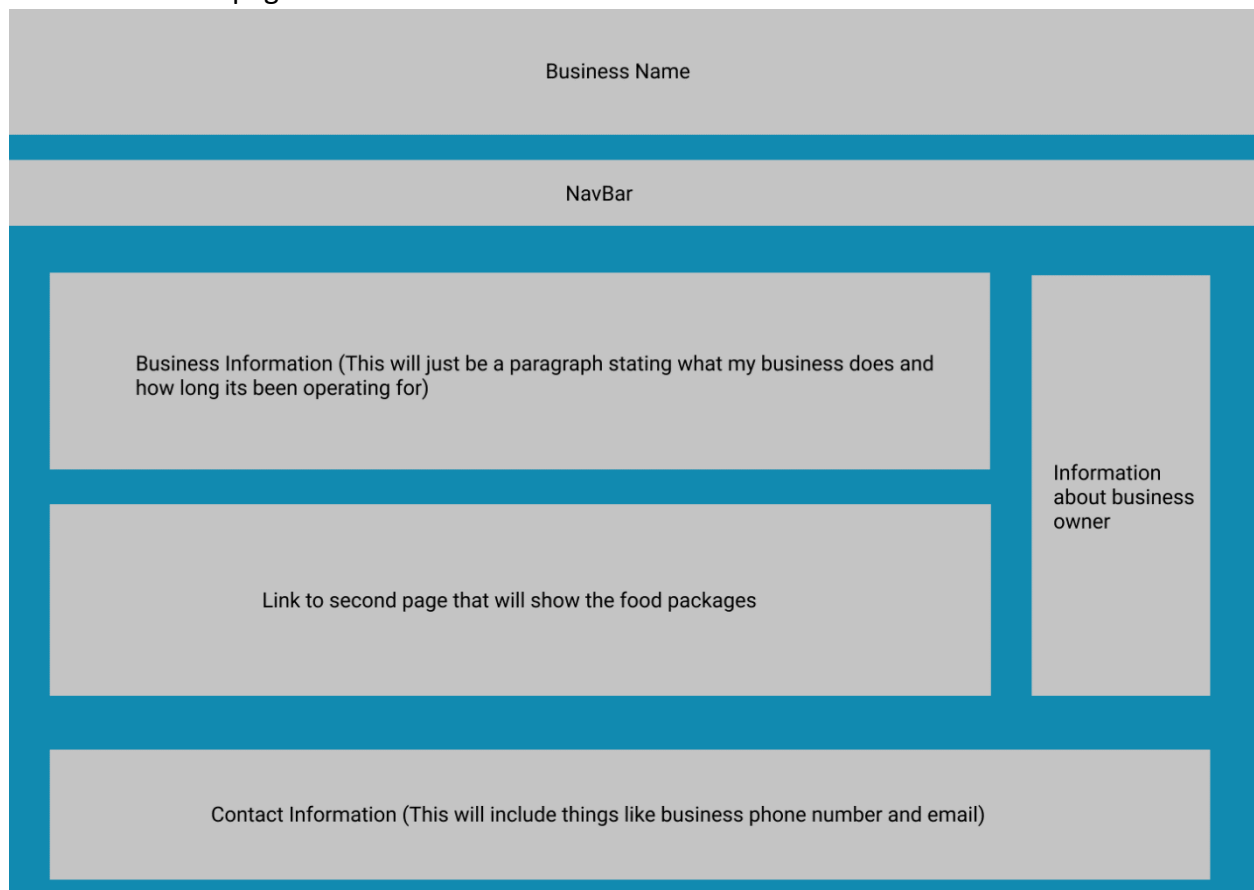 Business Name
NavBar
Business Information (This will just be a paragraph stating what my business does and
how long its been operating for)
Information
about business
owner
Link to second page that will show the food packages
Contact Information (This will include things like business phone number and email)